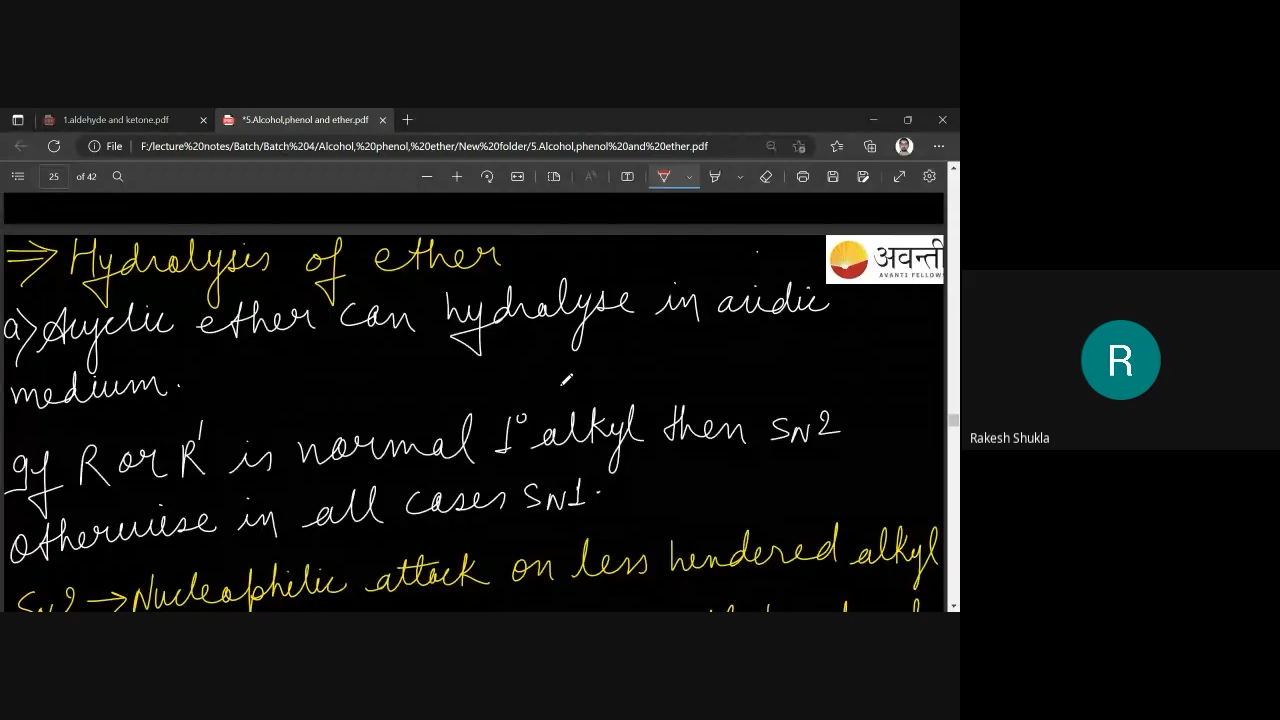 1.aldehyde and ketone.pdf
*5.Alcohol,phenol and ether.pdf
File
F:/lecture%20notes/Batch/Batch%204/Alcohol,%20phenol,%20ether/New%20folder/5.Alcohol,phenol%20and%20ether.pdf
25 of 42
⇒ Hydrolysis of ether
अवन्ती
AVANTI FELLOWS
a) Acyclic ether can hydralyse in acidic
medium.
If R or R' is normal 1° alkyl then SN2
otherwise in all cases SN1.
SN2 → Nucleophilic attack on less hendered alkyl
R
Rakesh Shukla